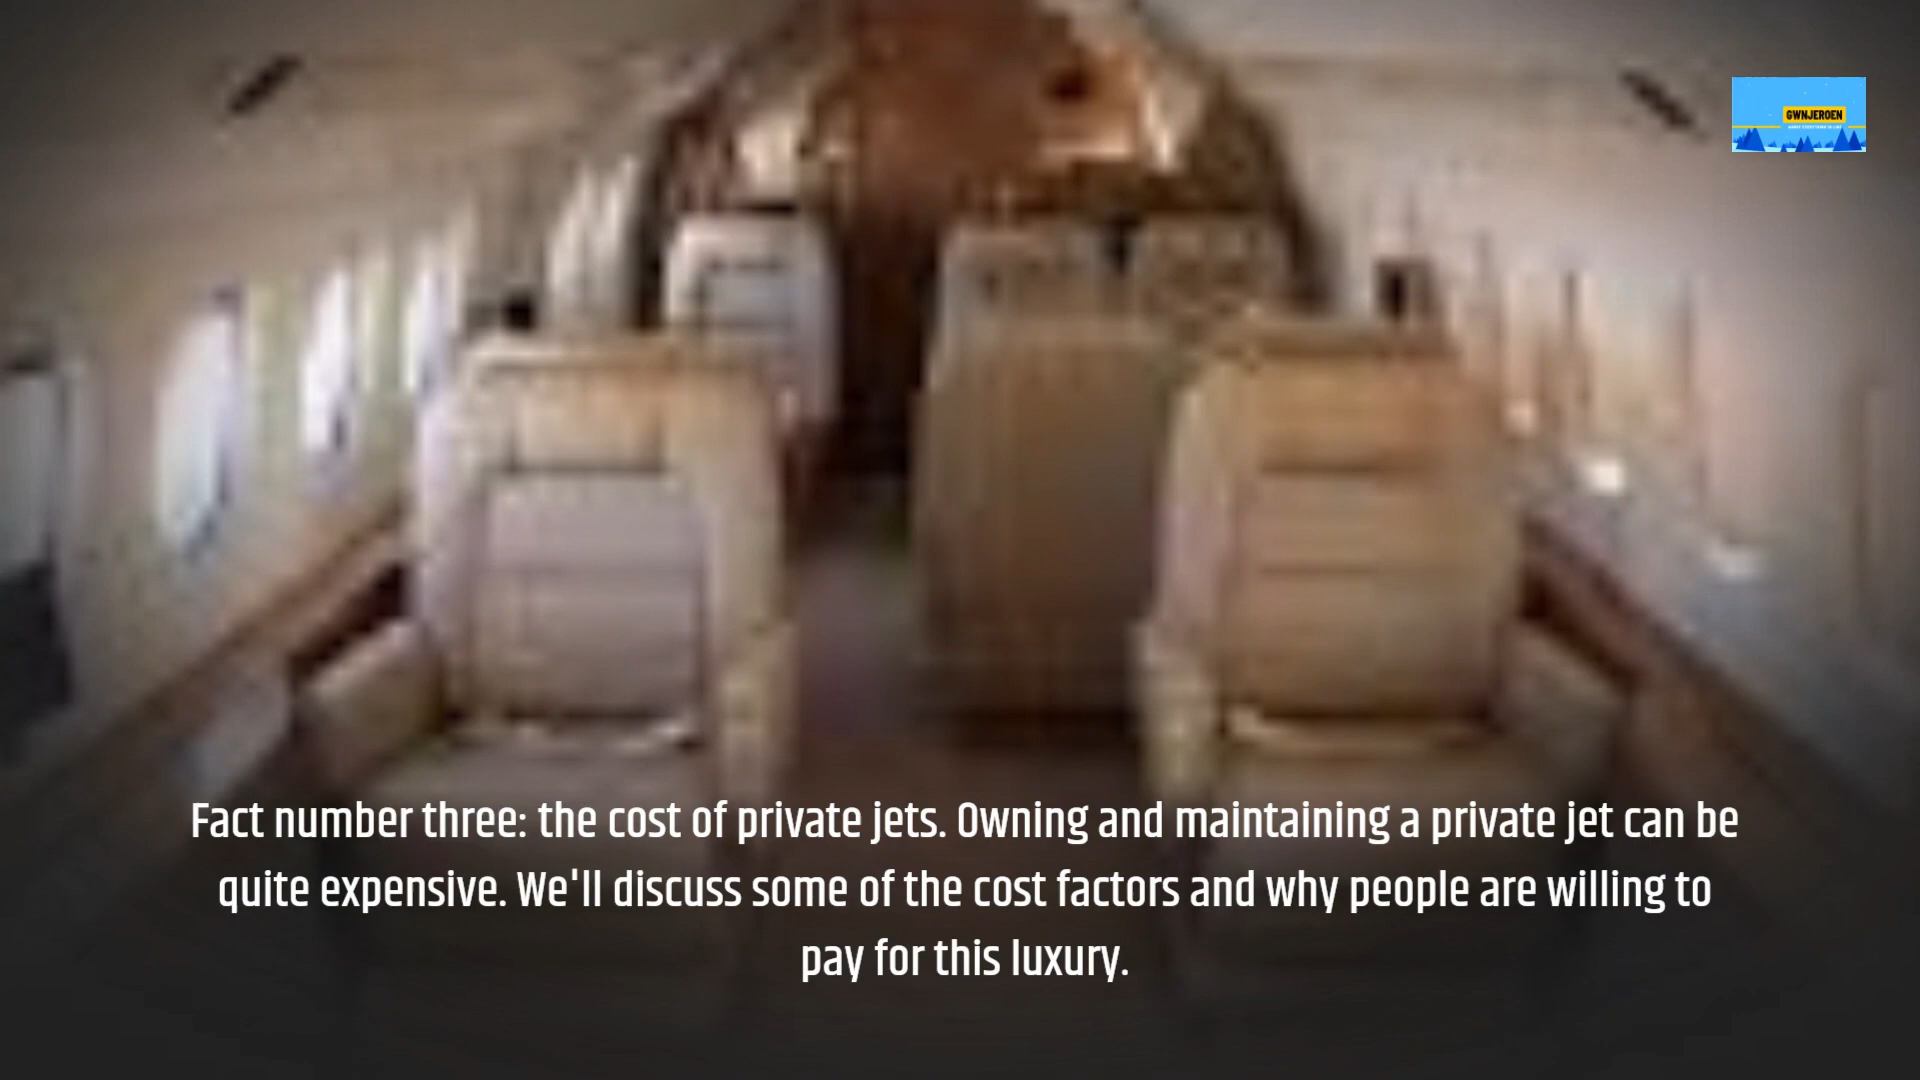 GWNJEROEN
Fact number three: the cost of private jets. Owning and maintaining a private jet can be
quite expensive. We'll discuss some of the cost factors and why people are willing to
pay for this luxury.